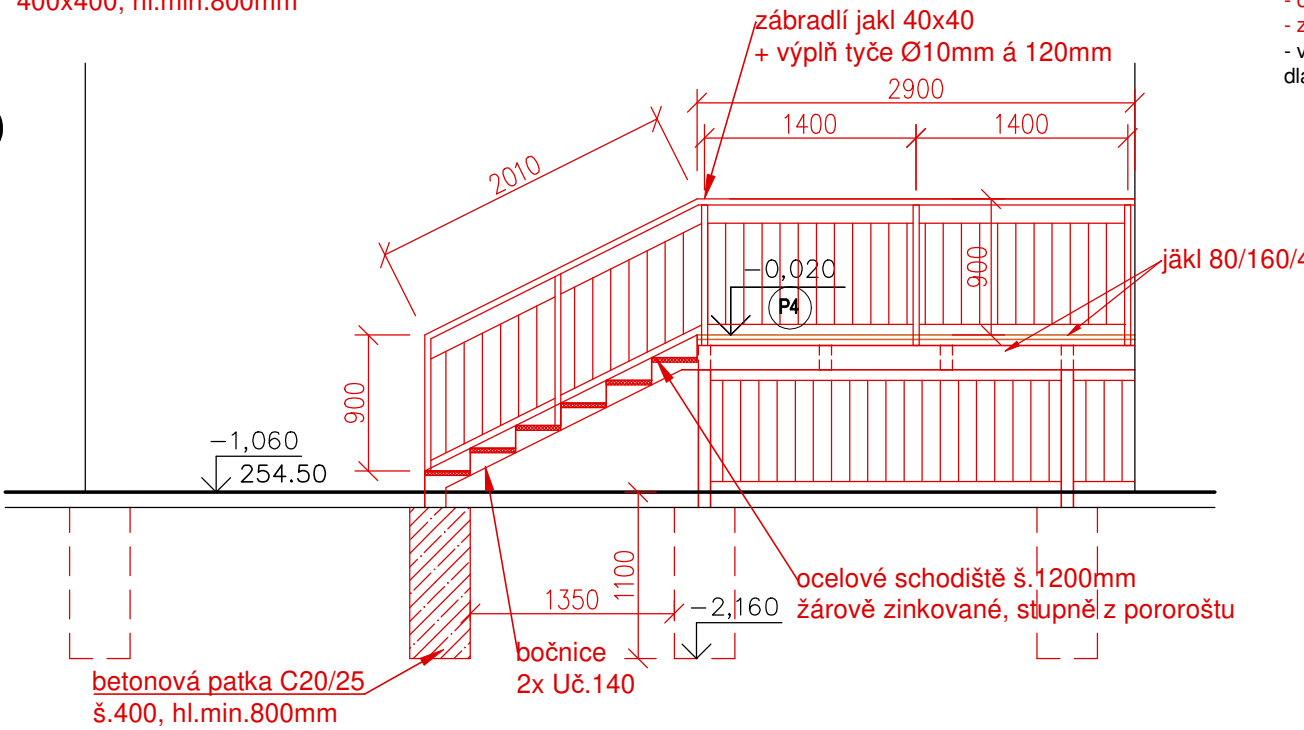 400x400, hl.min.800mm
zábradlí jakl 40x40
+ výplň tyče Ø10mm á 120mm
2900
1400
1400
2010
900
-0,020
P4
jäkl 80/160/4
900
-1,060
254.50
1100
1350
-2,160
ocelové schodiště š.1200mm
žárově zinkované, stupně z pororoštu
bočnice
2x Uč.140
betonová patka C20/25
š.400, hl.min.800mm